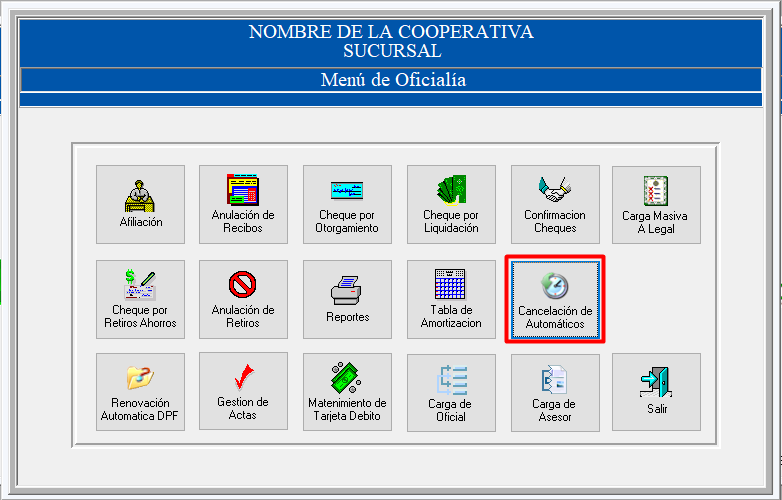 NOMBRE DE LA COOPERATIVA
SUCURSAL
Menú de Oficialía
Afiliación
Anulación de
Recibos
Cheque por
Otorgamiento
Cheque por
Liquidación
Confirmacion
Cheques
Carga Masiva
A Legal
Cheque por
Retiros Ahorros
Anulación de
Retiros
Reportes
Tabla de
Amortizacion
Cancelación de
Automáticos
Renovación
Automatica DPF
Gestion de
Actas
Matenimiento de
Tarjeta Debito
Carga de
Oficial
Carga de
Asesor
Salir